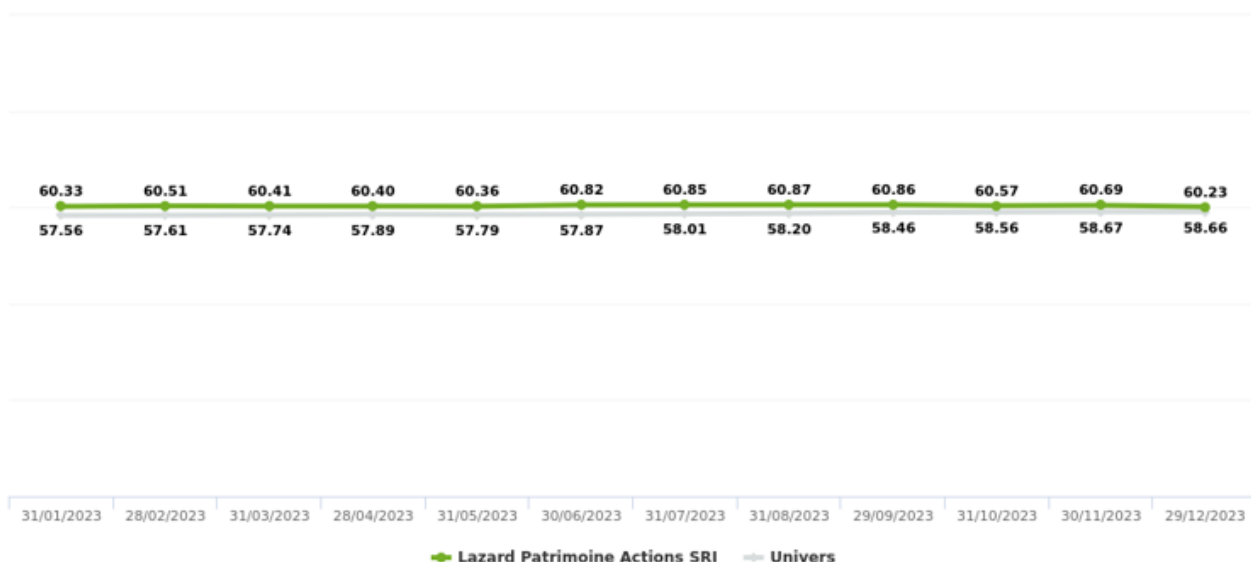 60.33 60.51 60.41 60.40 60.36 60.82 60.85 60.87 60.86 60.57 60.69 60.23
57.56 57.61 57.74 57.89 57.79 57.87 58.01 58.20 58.46 58.56 58.67 58.66
31/01/2023 28/02/2023 31/03/2023 28/04/2023 31/05/2023 30/06/2023 31/07/2023 31/08/2023 29/09/2023 31/10/2023 30/11/2023 29/12/2023
Lazard Patrimoine Actions SRI Univers